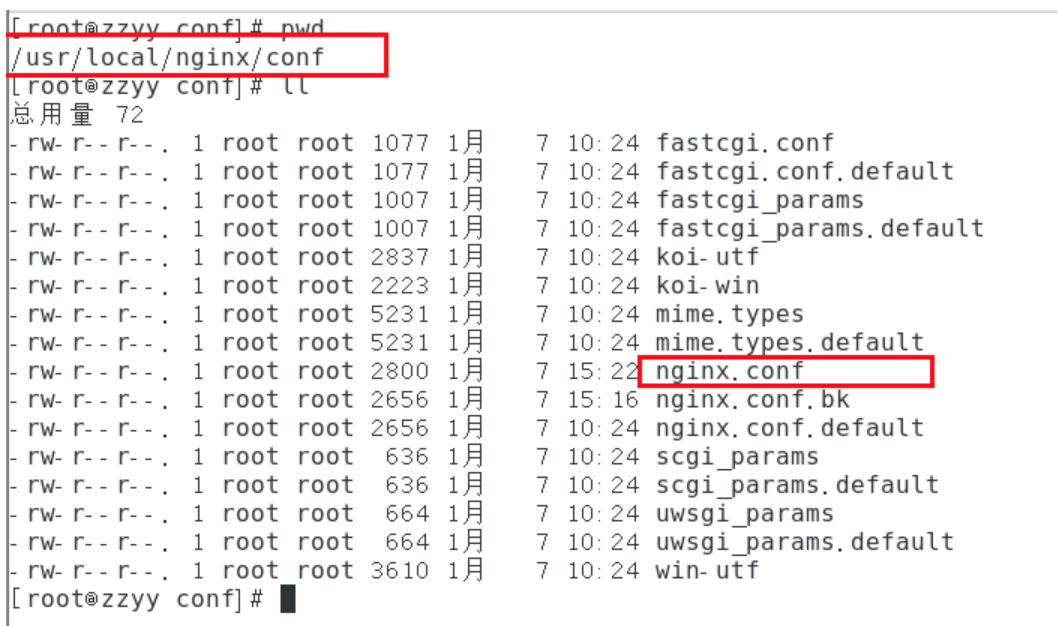 [root@zzyy conf]# pwd
/usr/local/nginx/conf
[root@zzyy conf]# ll
总用量 72
-rw-r--r--. 1 root root 1077 1月   7 10:24 fastcgi.conf
-rw-r--r--. 1 root root 1077 1月   7 10:24 fastcgi.conf.default
-rw-r--r--. 1 root root 1007 1月   7 10:24 fastcgi_params
-rw-r--r--. 1 root root 1007 1月   7 10:24 fastcgi_params.default
-rw-r--r--. 1 root root 2837 1月   7 10:24 koi-utf
-rw-r--r--. 1 root root 2223 1月   7 10:24 koi-win
-rw-r--r--. 1 root root 5231 1月   7 10:24 mime.types
-rw-r--r--. 1 root root 5231 1月   7 10:24 mime.types.default
-rw-r--r--. 1 root root 2800 1月   7 15:22 nginx.conf
-rw-r--r--. 1 root root 2656 1月   7 15:16 nginx.conf.bk
-rw-r--r--. 1 root root 2656 1月   7 10:24 nginx.conf.default
-rw-r--r--. 1 root root  636 1月   7 10:24 scgi_params
-rw-r--r--. 1 root root  636 1月   7 10:24 scgi_params.default
-rw-r--r--. 1 root root  664 1月   7 10:24 uwsgi_params
-rw-r--r--. 1 root root  664 1月   7 10:24 uwsgi_params.default
-rw-r--r--. 1 root root 3610 1月   7 10:24 win-utf
[root@zzyy conf]#